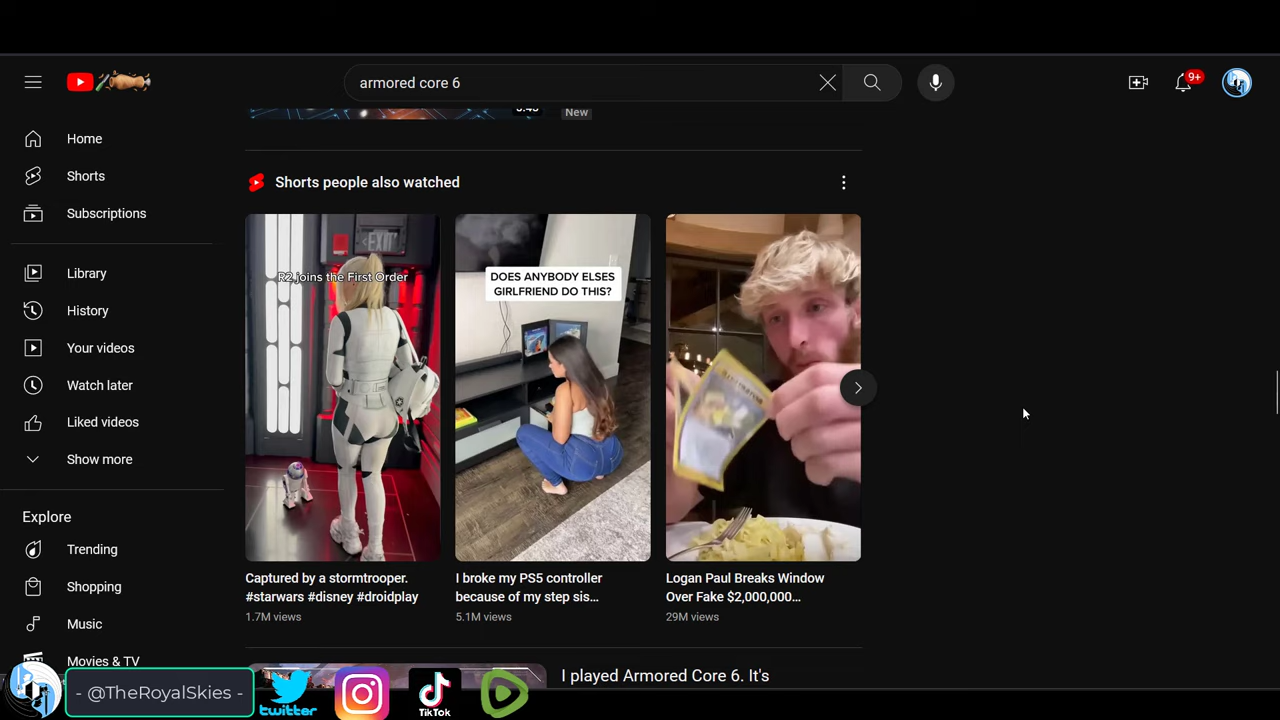 armored core 6
9+
Home
Shorts
Subscriptions
Library
History
Your videos
Watch later
Liked videos
Show more
Explore
Trending
Shopping
Music
Movies & TV
New
Shorts people also watched
EXIT
R2 joins the First Order
DOES ANYBODY ELSES
GIRLFRIEND DO THIS?
Captured by a stormtrooper.
#starwars #disney #droidplay
1.7M views
I broke my PS5 controller
because of my step sis...
5.1M views
Logan Paul Breaks Window
Over Fake $2,000,000...
29M views
I played Armored Core 6. It's
- @TheRoyalSkies -
twitter
TikTok